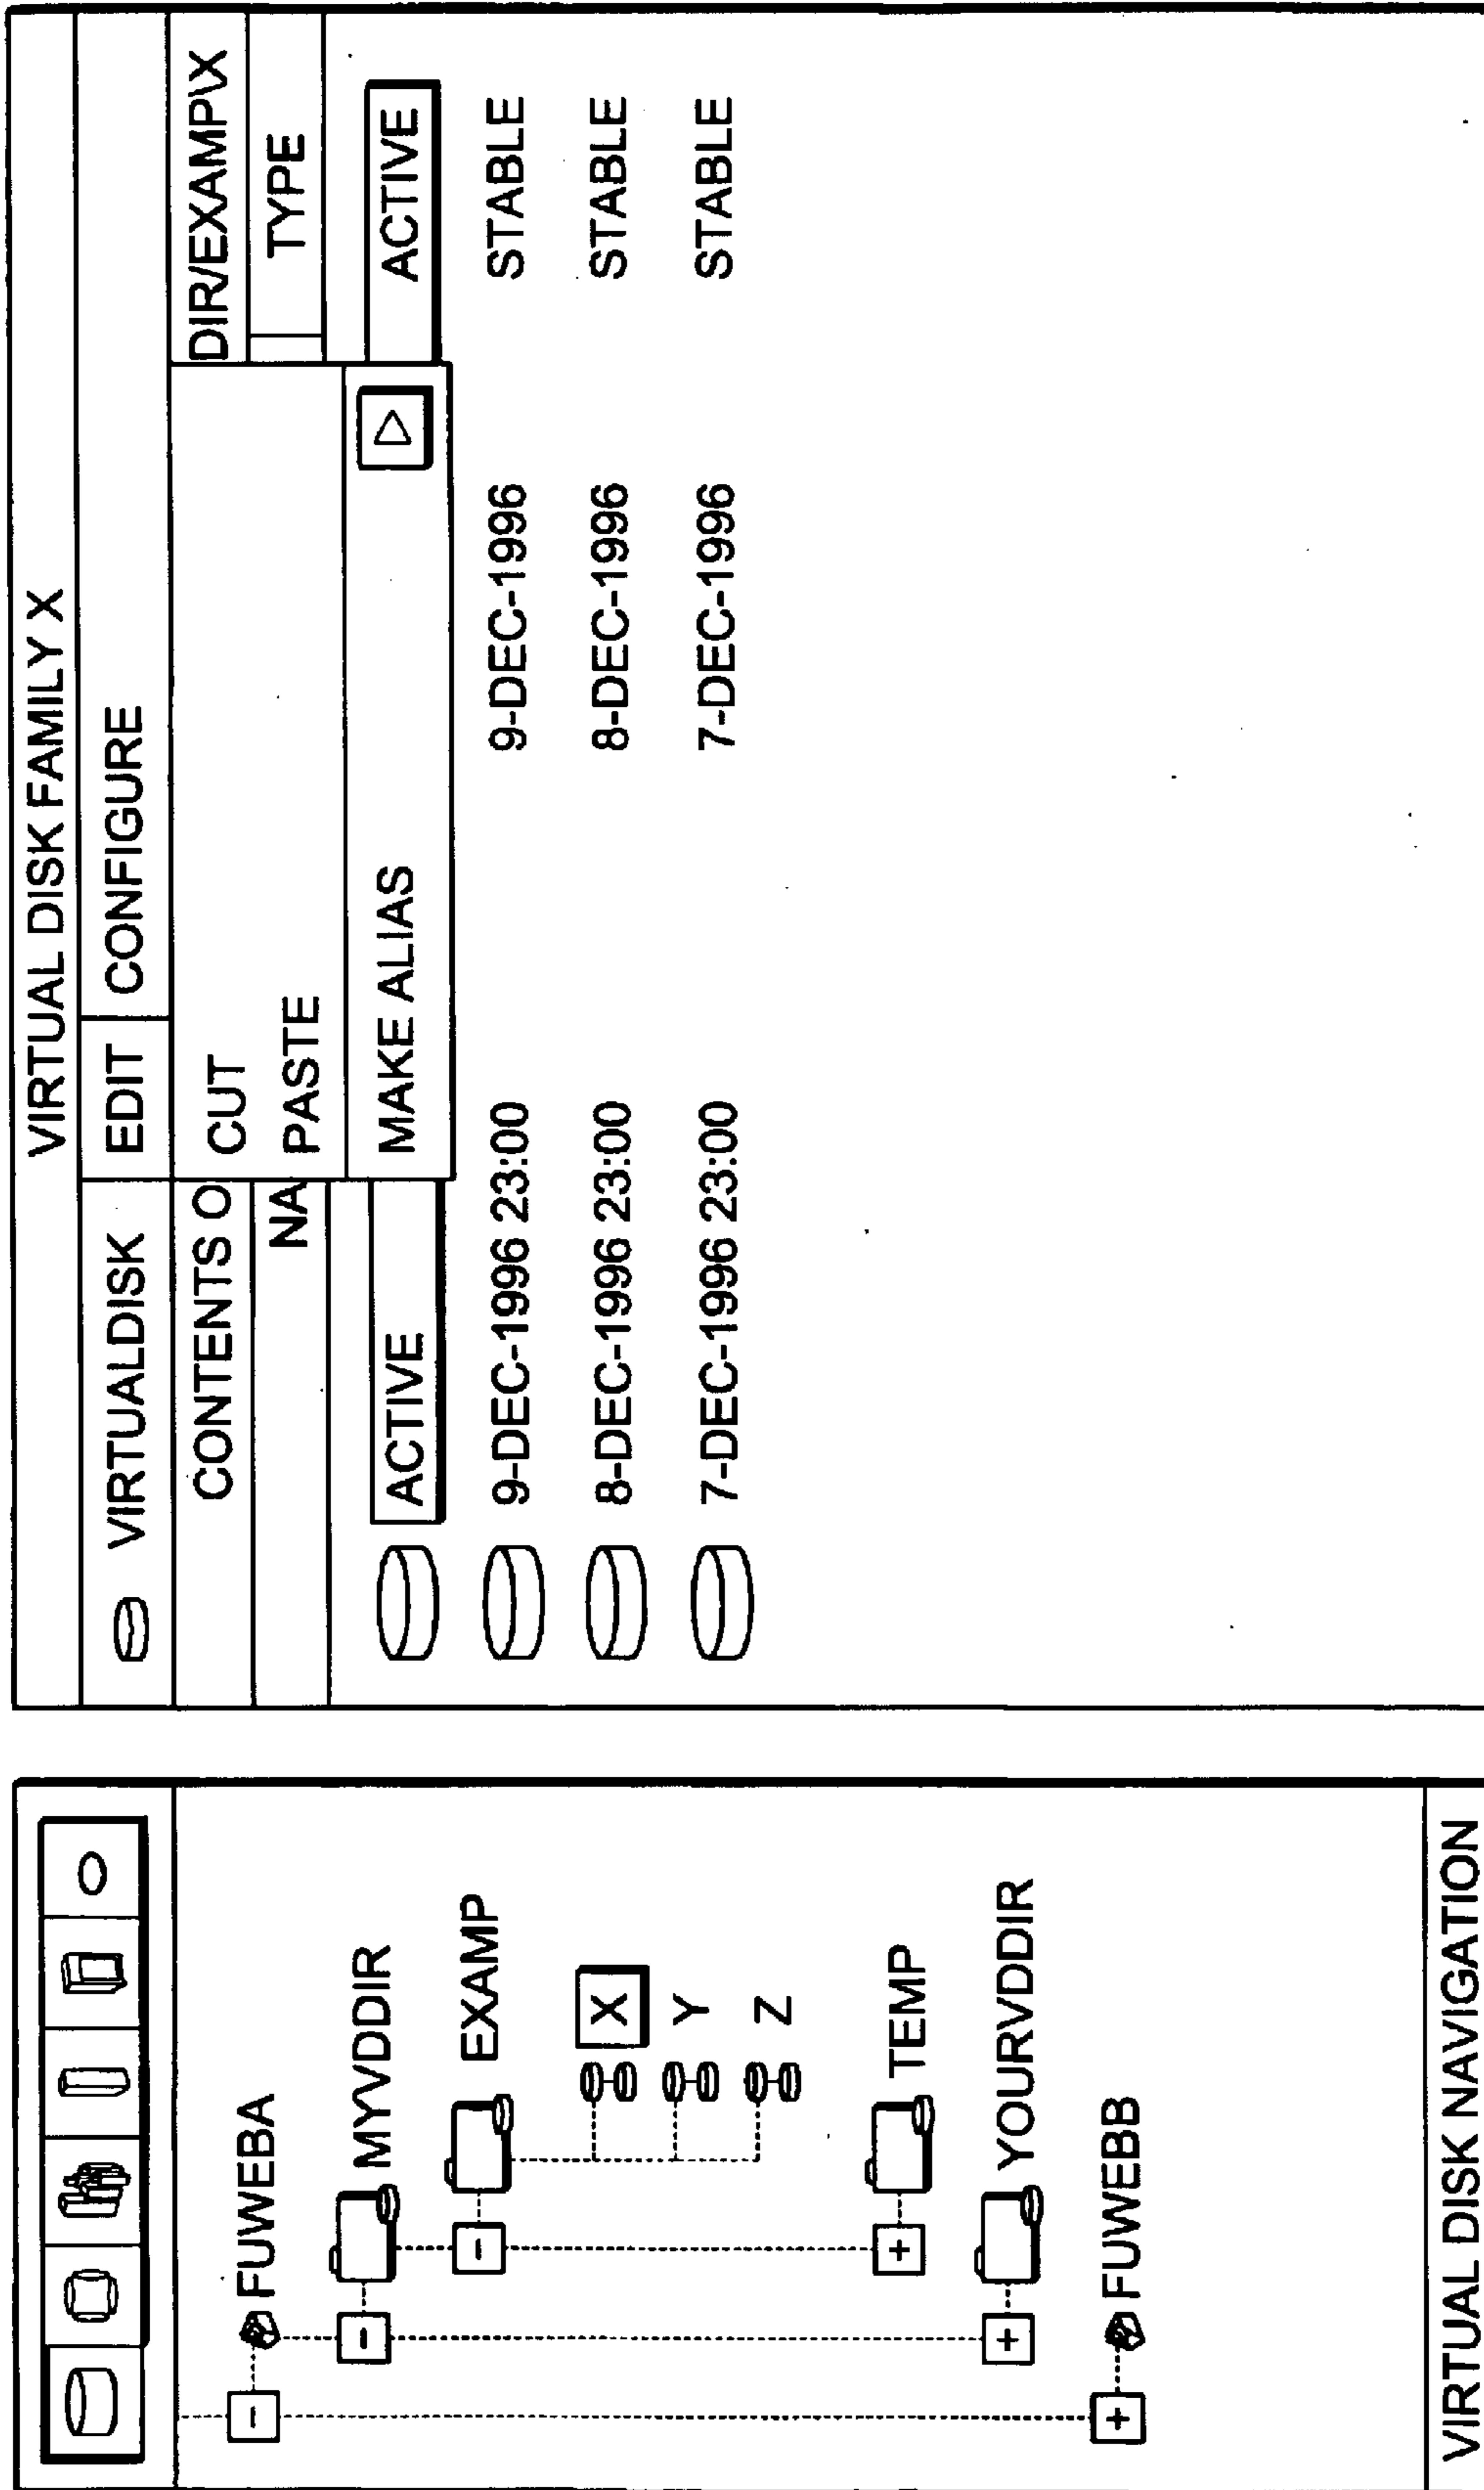 FUWEBA
MYVDDIR
EXAMP
X
Y
Z
TEMP
YOURVDDIR
FUWEBB
VIRTUAL DISK NAVIGATION
VIRTUAL DISK FAMILY X
VIRTUALDISK EDIT CONFIGURE
CONTENTS O CUT DIR/EXAMP\X
NA PASTE TYPE
ACTIVE MAKE ALIAS ACTIVE
9-DEC-1996 23:00 9-DEC-1996 STABLE
8-DEC-1996 23:00 8-DEC-1996 STABLE
7-DEC-1996 23:00 7-DEC-1996 STABLE